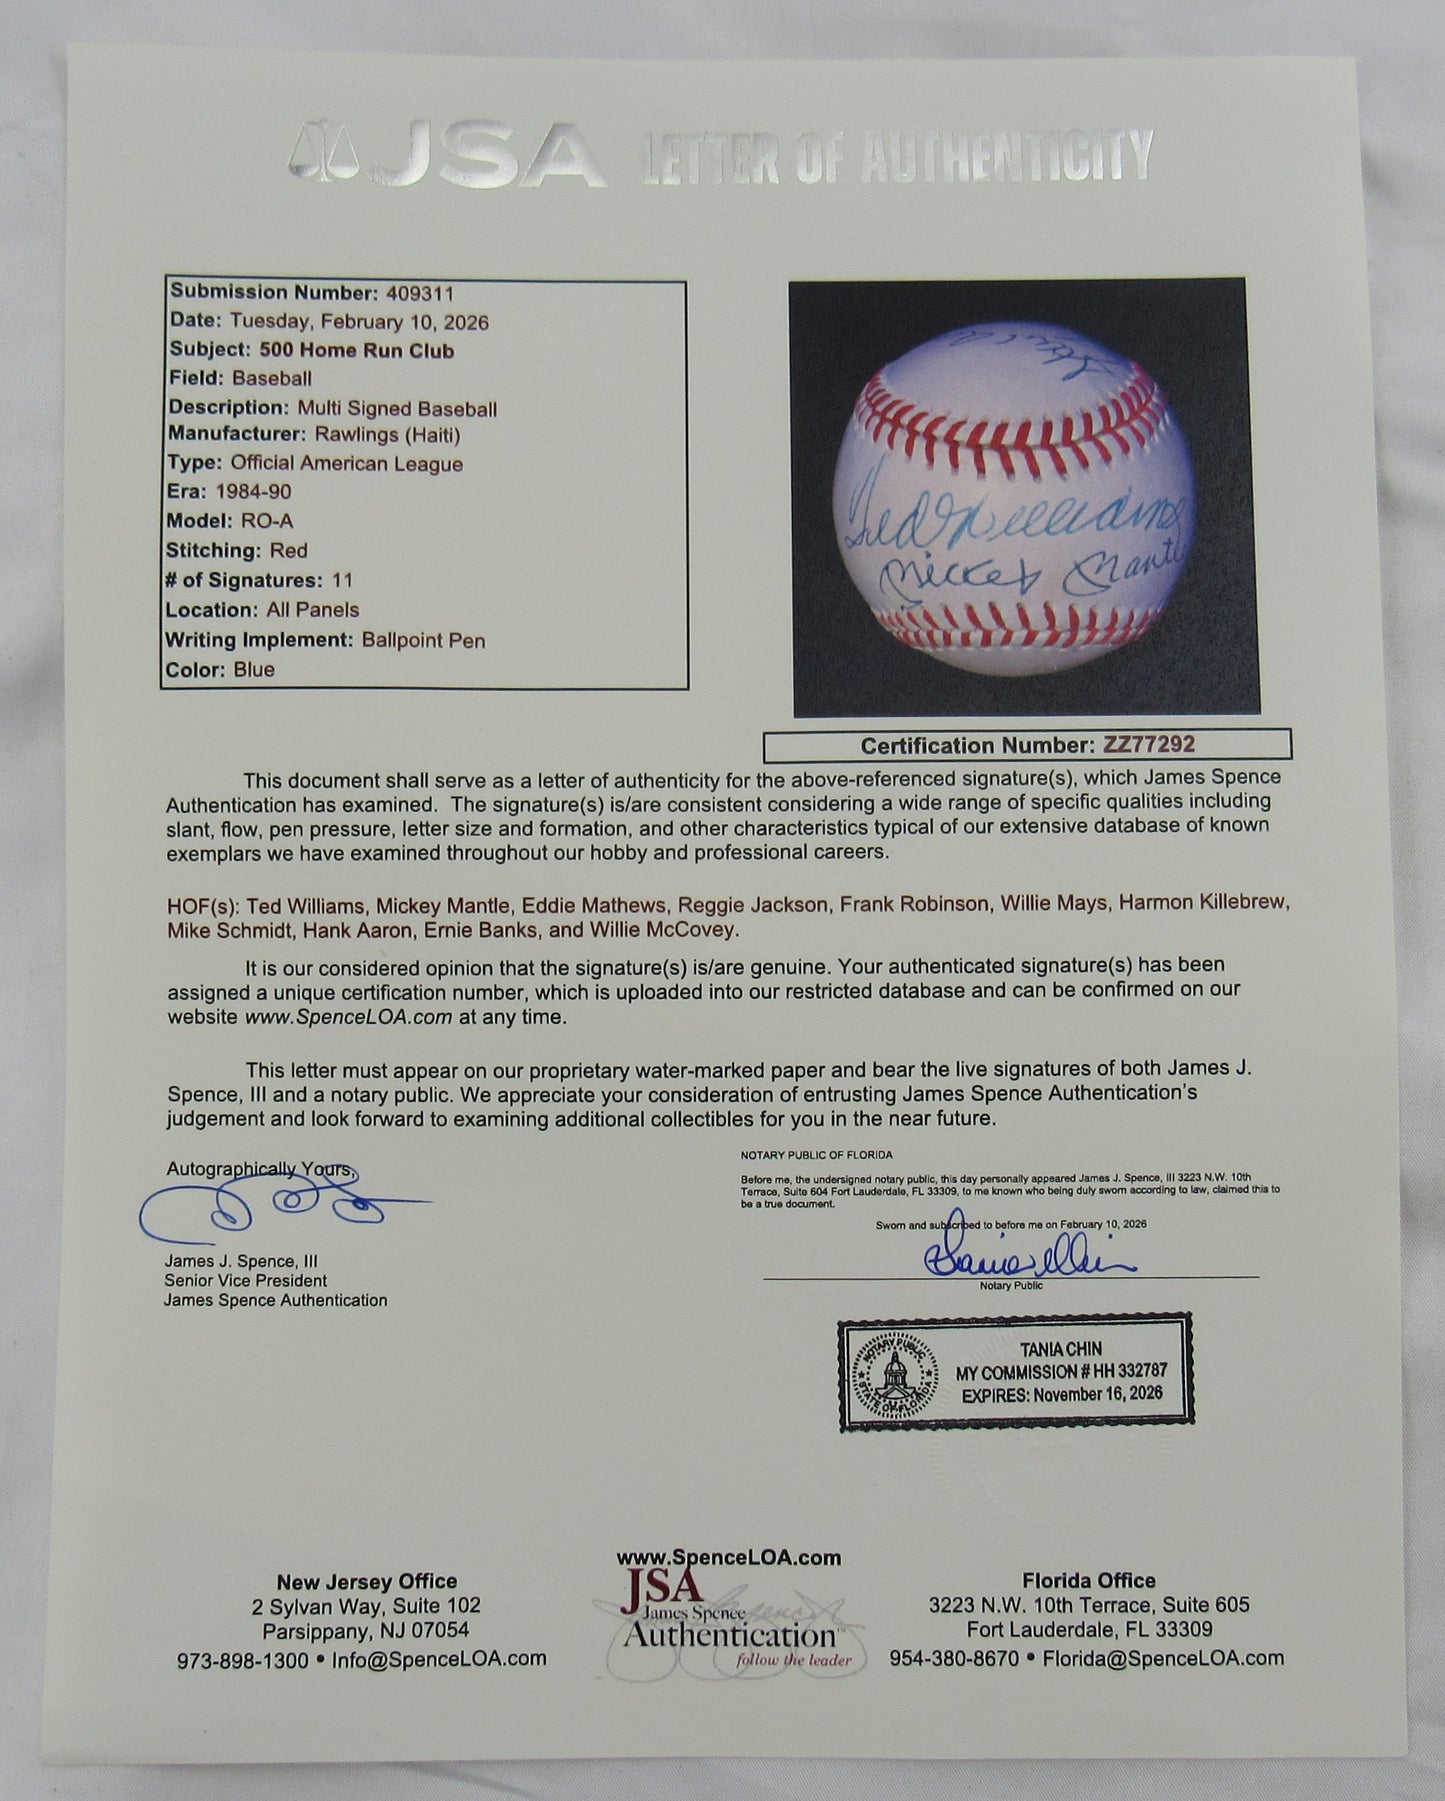 JSA LETTER OF AUTHENTICITY
Submission Number: 409311
Date: Tuesday, February 10, 2026
Subject: 500 Home Run Club
Field: Baseball
Description: Multi Signed Baseball
Manufacturer: Rawlings (Haiti)
Type: Official American League
Era: 1984-90
Model: RO-A
Stitching: Red
# of Signatures: 11
Location: All Panels
Writing Implement: Ballpoint Pen
Color: Blue
Ted Williams
Mickey Mantle
Certification Number: ZZ77292
This document shall serve as a letter of authenticity for the above-referenced signature(s), which James Spence
Authentication has examined. The signature(s) is/are consistent considering a wide range of specific qualities including
slant, flow, pen pressure, letter size and formation, and other characteristics typical of our extensive database of known
exemplars we have examined throughout our hobby and professional careers.
HOF(s): Ted Williams, Mickey Mantle, Eddie Mathews, Reggie Jackson, Frank Robinson, Willie Mays, Harmon Killebrew,
Mike Schmidt, Hank Aaron, Ernie Banks, and Willie McCovey.
It is our considered opinion that the signature(s) is/are genuine. Your authenticated signature(s) has been
assigned a unique certification number, which is uploaded into our restricted database and can be confirmed on our
website www.SpenceLOA.com at any time.
This letter must appear on our proprietary water-marked paper and bear the live signatures of both James J.
Spence, III and a notary public. We appreciate your consideration of entrusting James Spence Authentication's
judgement and look forward to examining additional collectibles for you in the near future.
Autographically Yours,
James J. Spence, III
Senior Vice President
James Spence Authentication
NOTARY PUBLIC OF FLORIDA
Before me, the undersigned notary public, this day personally appeared James J. Spence, III 3223 N.W. 10th
Terrace, Suite 604 Fort Lauderdale, FL 33309, to me known who being duly sworn according to law, claimed this to
be a true document.
Sworn and subscribed to before me on February 10, 2026
Notary Public
NOTARY PUBLIC
STATE OF FLORIDA
TANIA CHIN
MY COMMISSION # HH 332787
EXPIRES: November 16, 2026
www.SpenceLOA.com
New Jersey Office
2 Sylvan Way, Suite 102
Parsippany, NJ 07054
973-898-1300 • Info@SpenceLOA.com
JSA
James Spence
Authentication™
follow the leader
Florida Office
3223 N.W. 10th Terrace, Suite 605
Fort Lauderdale, FL 33309
954-380-8670 • Florida@SpenceLOA.com